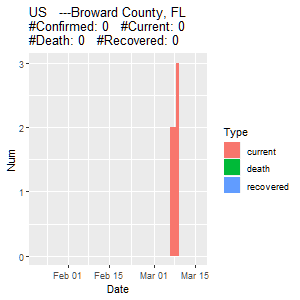 US   ---Broward County, FL
#Confirmed: 0   #Current: 0
#Death: 0   #Recovered: 0
3
2
1
0
Num
Feb 01
Feb 15
Mar 01
Mar 15
Date
Type
current
death
recovered